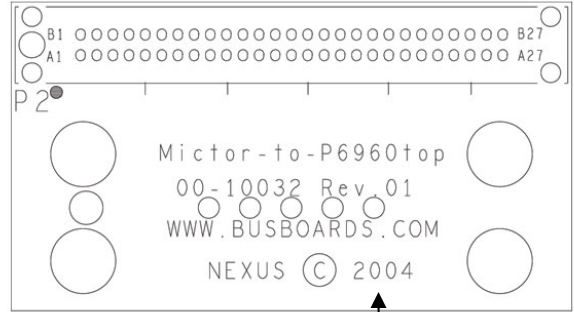 B1 B27
A1 A27
P2
Mictor-to-P6960top
00-10032 Rev.01
WWW.BUSBOARDS.COM
NEXUS © 2004